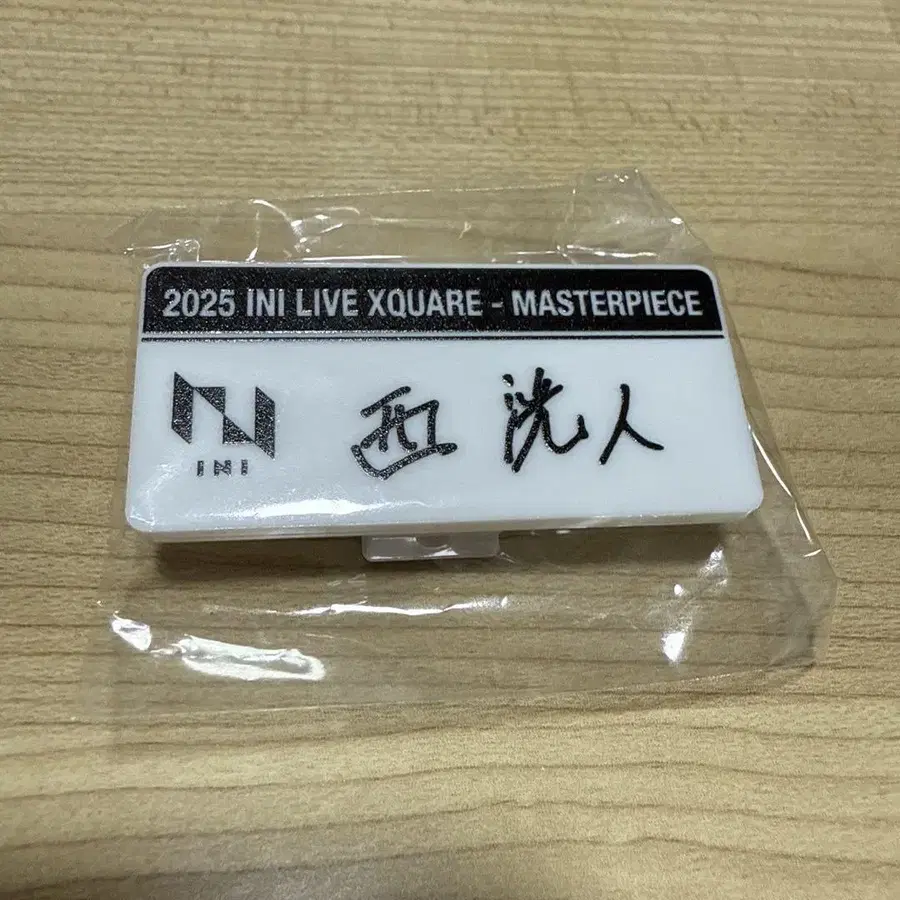 2025 INI LIVE XQUARE - MASTERPIECE
INI
西 洸人